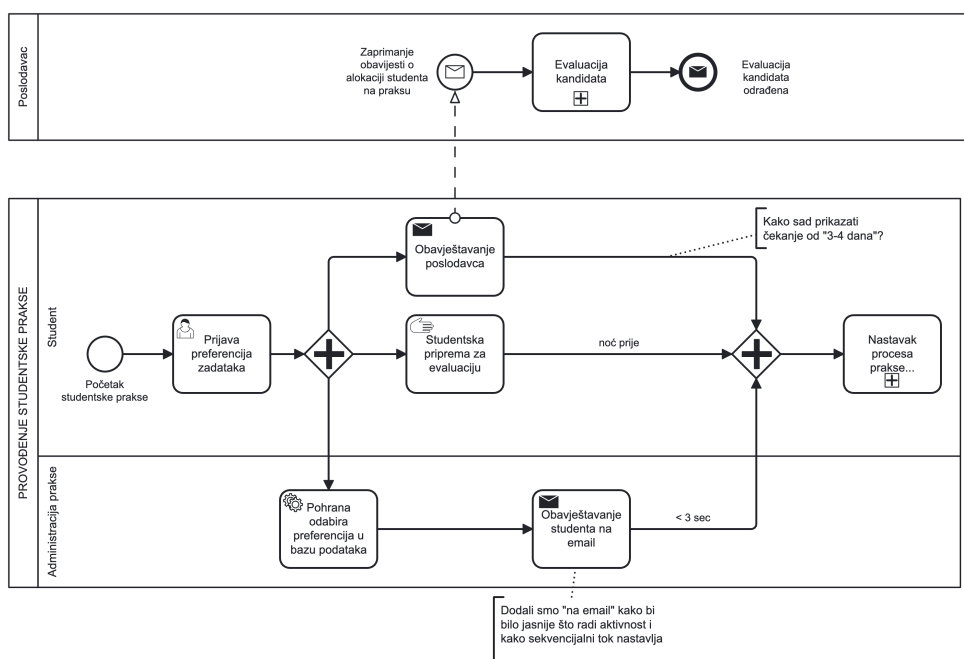 Poslodavac
Zaprimanje
obavijesti o
alokaciji studenta
na praksu
Evaluacija
kandidata
Evaluacija
kandidata
odrađena
PROVOĐENJE STUDENTSKE PRAKSE
Student
Početak
studentske prakse
Prijava
preferencija
zadataka
Obavještavanje
poslodavca
Kako sad prikazati
čekanje od "3-4 dana"?
Studentska
priprema za
evaluaciju
noć prije
Nastavak
procesa
prakse...
Administracija prakse
Pohrana
odabira
preferencija u
bazu podataka
Obavještavanje
studenta na
email
< 3 sec
Dodali smo "na email" kako bi
bilo jasnije što radi aktivnost i
kako sekvencijalni tok nastavlja